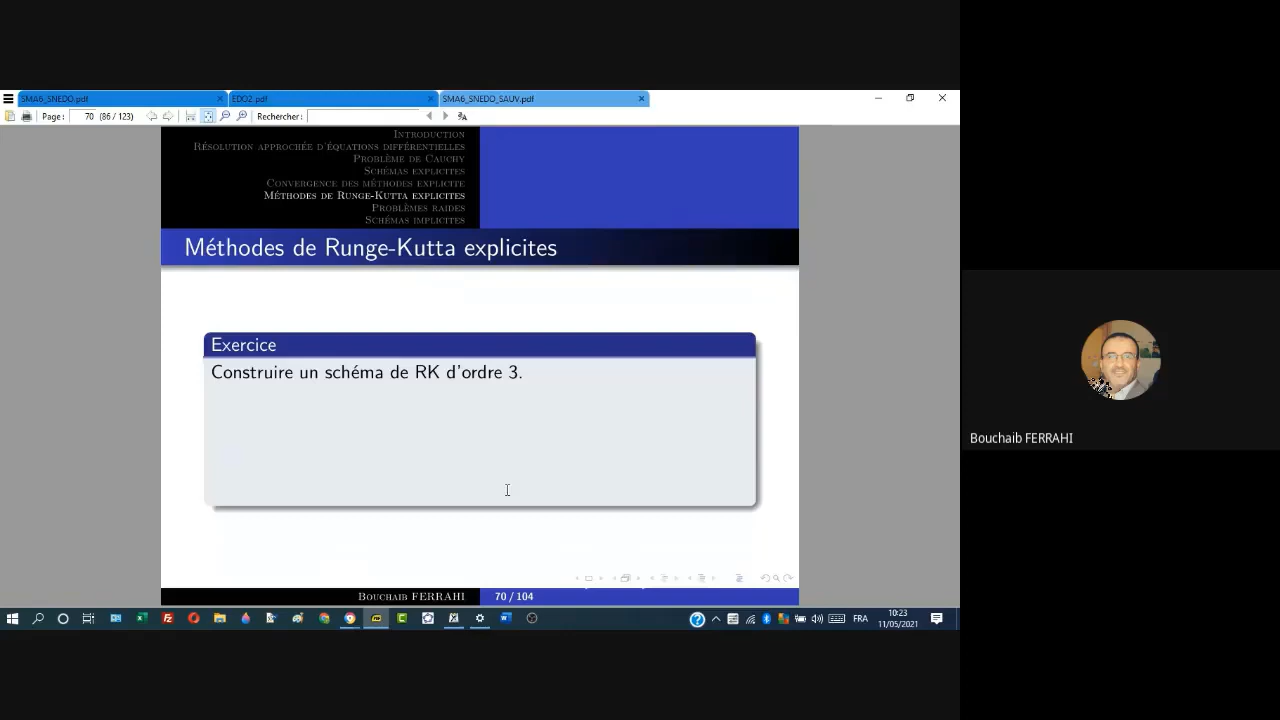 SMA6_SNEDO.pdf
EDO2.pdf
SMA6_SNEDO_SAUV.pdf
Page: 70 (86 / 123) Rechercher:
Introduction
Résolution approchée d'équations différentielles
Problème de Cauchy
Schémas explicites
Convergence des méthodes explicite
Méthodes de Runge-Kutta explicites
Problèmes raides
Schémas implicites
Méthodes de Runge-Kutta explicites
Exercice
Construire un schéma de RK d'ordre 3.
Bouchaib FERRAHI
70 / 104
FRA
10:23
11/05/2021
Bouchaib FERRAHI